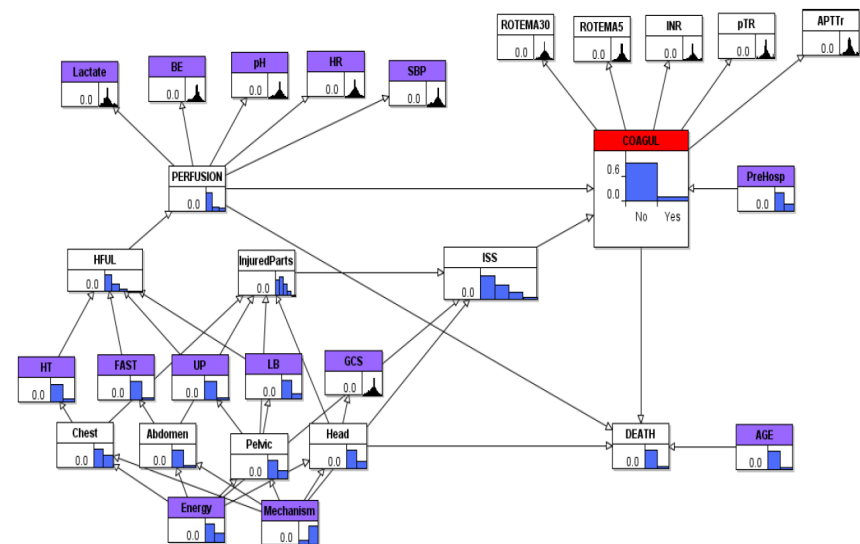 ROTEMA30
0.0
ROTEMA5
0.0
INR
0.0
pTR
0.0
APTTr
0.0
Lactate
0.0
BE
0.0
pH
0.0
HR
0.0
SBP
0.0
COAGUL
0.6
0.0
No Yes
PERFUSION
0.0
PreHosp
0.0
HFUL
0.0
InjuredParts
0.0
ISS
0.0
HT
0.0
FAST
0.0
UP
0.0
LB
0.0
GCS
0.0
Chest
0.0
Abdomen
0.0
Pelvic
0.0
Head
0.0
DEATH
0.0
AGE
0.0
Energy
0.0
Mechanism
0.0